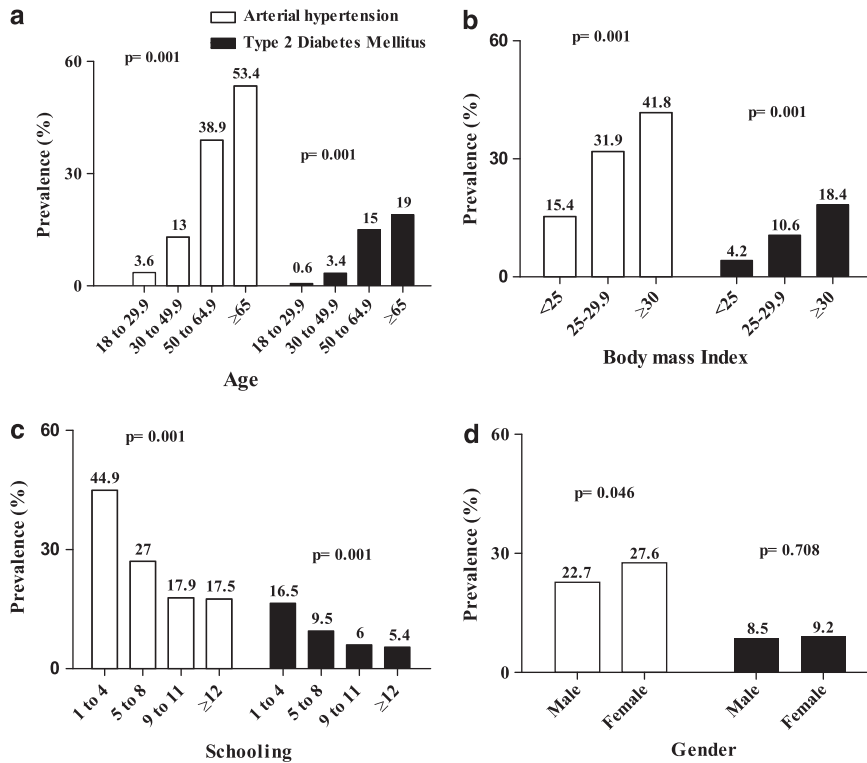 a
Arterial hypertension
Type 2 Diabetes Mellitus
p= 0.001
p= 0.001
Prevalence (%)
60
30
0
3.6
13
38.9
53.4
0.6
3.4
15
19
18 to 29.9
30 to 49.9
50 to 64.9
≥65
18 to 29.9
30 to 49.9
50 to 64.9
≥65
Age
b
p= 0.001
p= 0.001
Prevalence (%)
60
30
0
15.4
31.9
41.8
4.2
10.6
18.4
<25
25-29.9
≥30
<25
25-29.9
≥30
Body mass Index
c
p= 0.001
p= 0.001
Prevalence (%)
60
30
0
44.9
27
17.9
17.5
16.5
9.5
6
5.4
1 to 4
5 to 8
9 to 11
≥12
1 to 4
5 to 8
9 to 11
≥12
Schooling
d
p= 0.046
p= 0.708
Prevalence (%)
60
30
0
22.7
27.6
8.5
9.2
Male
Female
Male
Female
Gender